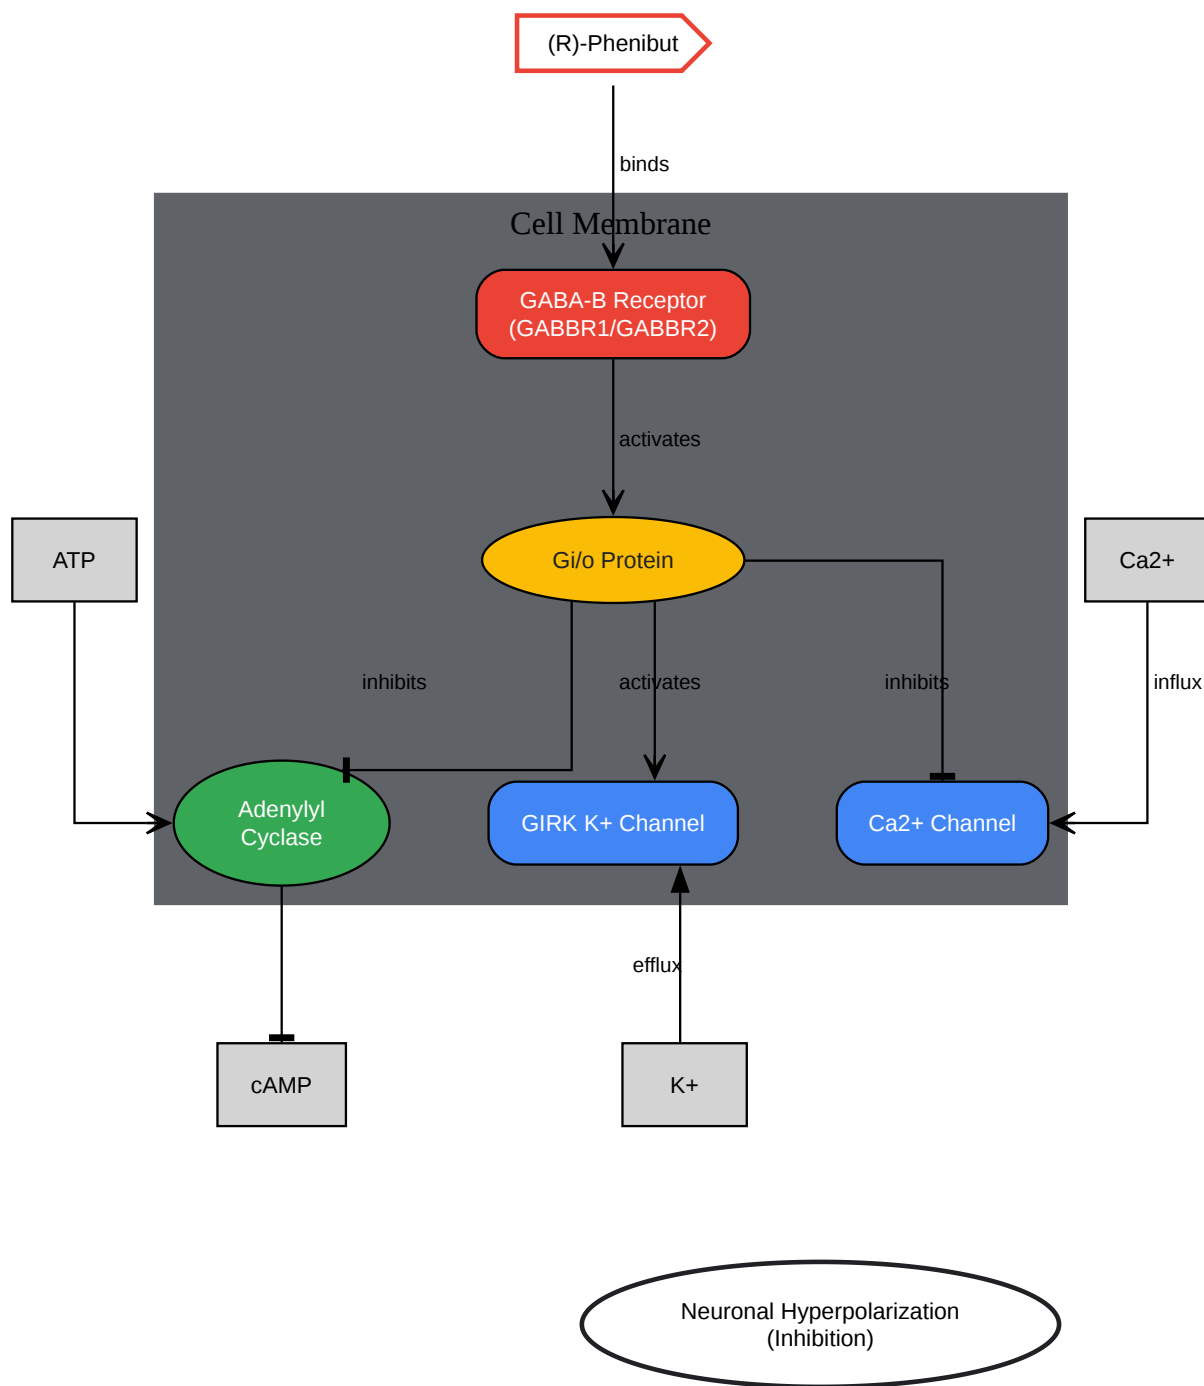 (R)-Phenibut
binds
Cell Membrane
GABA-B Receptor
(GABBR1/GABBR2)
activates
ATP
Gi/o Protein
Ca2+
inhibits
activates
inhibits
influx
Adenylyl
Cyclase
GIRK K+ Channel
Ca2+ Channel
efflux
cAMP
K+
Neuronal Hyperpolarization
(Inhibition)